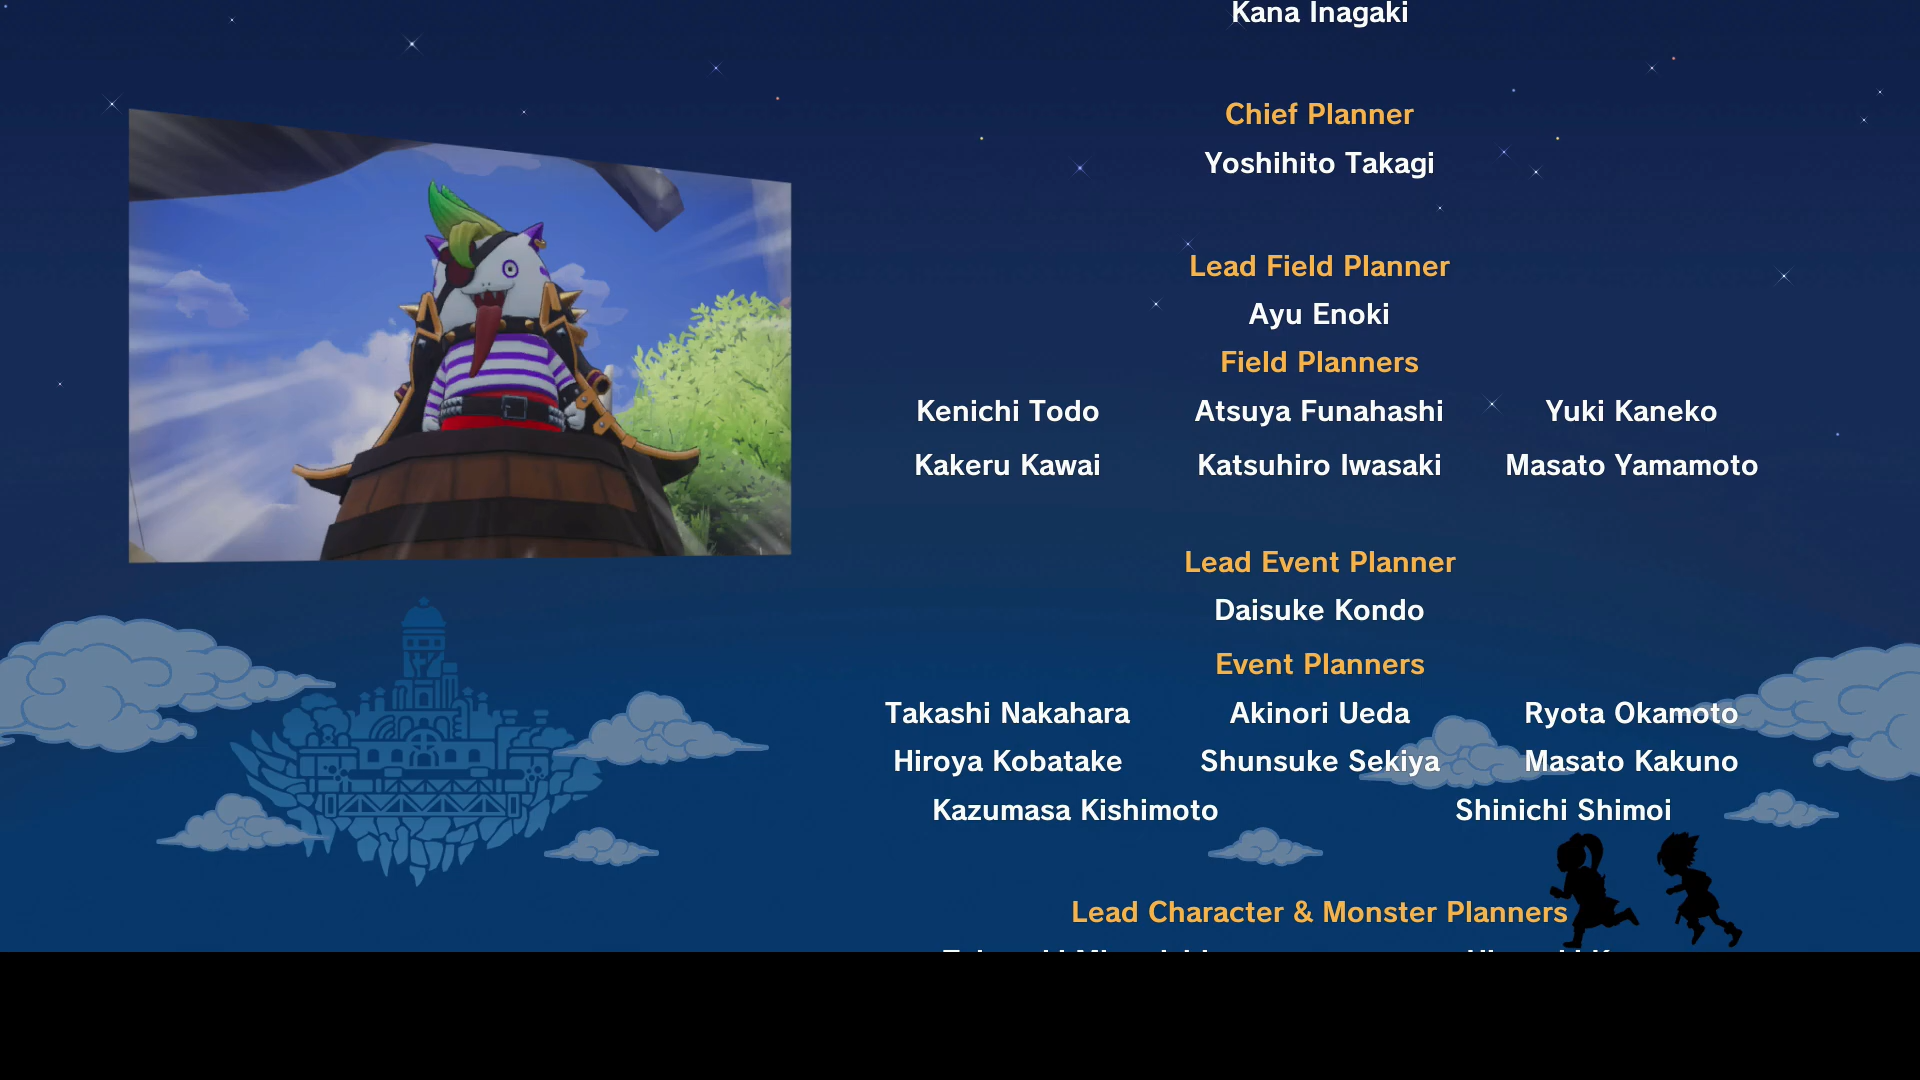 Kana Inagaki
Chief Planner
Yoshihito Takagi
Lead Field Planner
Ayu Enoki
Field Planners
Kenichi Todo Atsuya Funahashi Yuki Kaneko
Kakeru Kawai Katsuhiro Iwasaki Masato Yamamoto
Lead Event Planner
Daisuke Kondo
Event Planners
Takashi Nakahara Akinori Ueda Ryota Okamoto
Hiroya Kobatake Shunsuke Sekiya Masato Kakuno
Kazumasa Kishimoto Shinichi Shimoi
Lead Character & Monster Planners